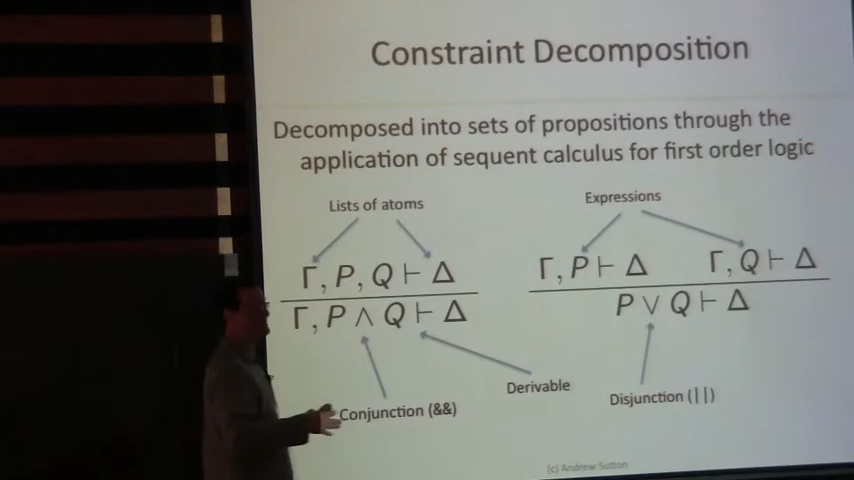 Constraint Decomposition
Decomposed into sets of propositions through the
application of sequent calculus for first order logic
Lists of atoms
Expressions
Γ, P, Q ⊢ Δ
Γ, P ⊢ Δ
Γ, Q ⊢ Δ
Γ, P ∧ Q ⊢ Δ
P ∨ Q ⊢ Δ
Derivable
Conjunction (&&)
Disjunction (||)
(c) Andrew Sutton